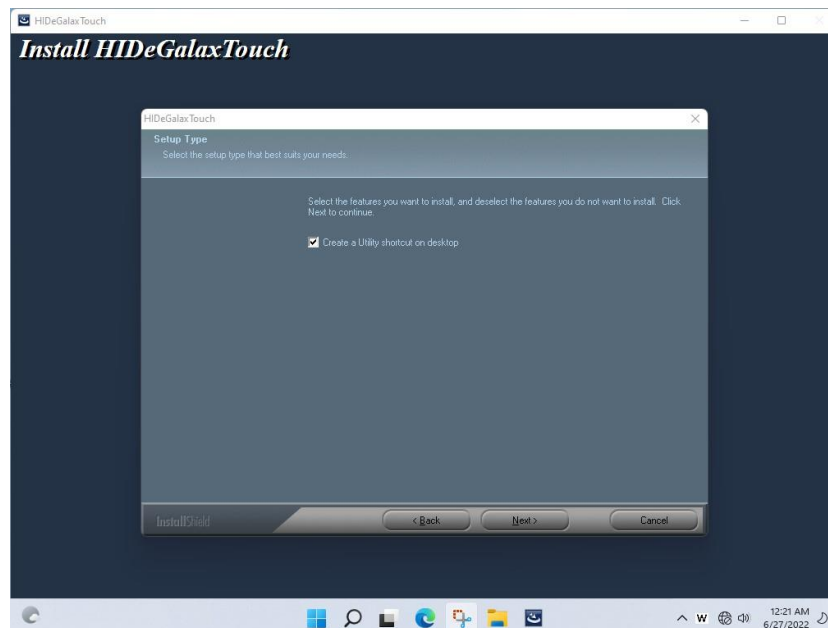 HIDeGalaxTouch
Install HIDeGalaxTouch
HIDeGalaxTouch
Setup Type
Select the setup type that best suits your needs.
Select the features you want to install, and deselect the features you do not want to install. Click
Next to continue.
Create a Utility shortcut on desktop
InstallShield
< Back
Next >
Cancel
W
12:21 AM
6/27/2022